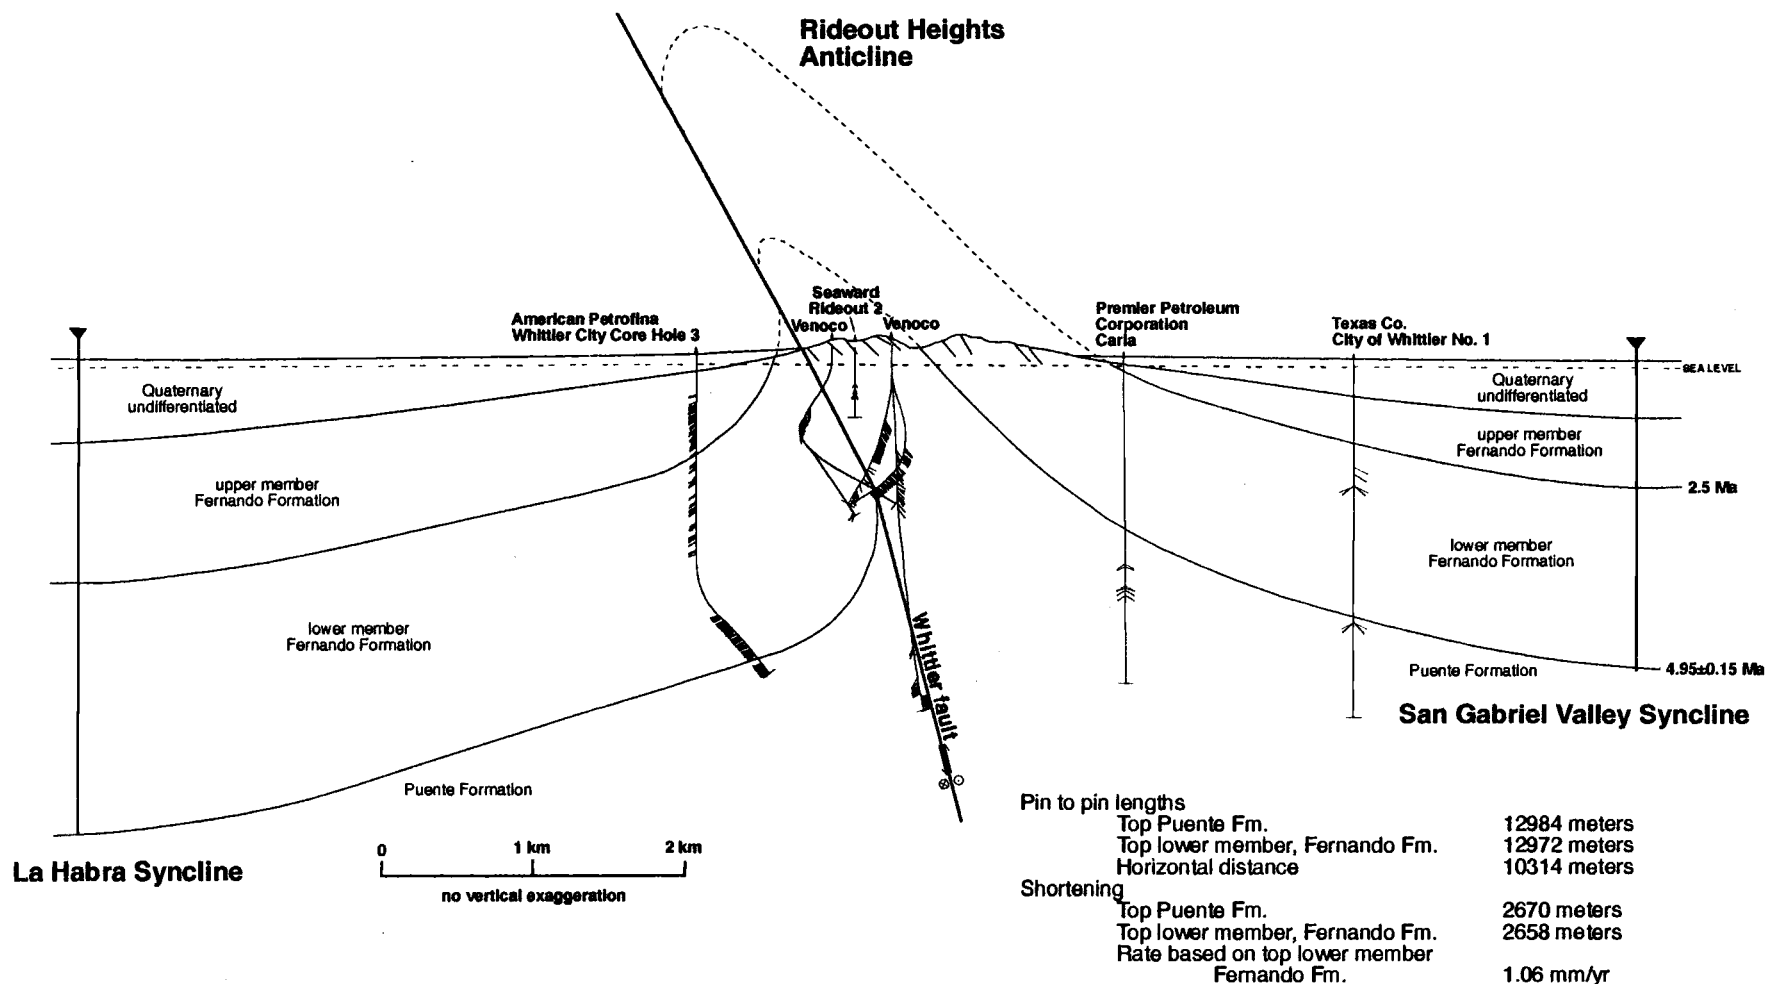 Rideout Heights
Anticline
Seaward
Rideout 2
American Petrofina
Whittler City Core Hole 3
Venoco
Venoco
Premier Petroleum
Corporation
Carla
Texas Co.
City of Whittler No. 1
SEA LEVEL
Quaternary
undifferentiated
Quaternary
undifferentiated
upper member
Fernando Formation
2.5 Ma
upper member
Fernando Formation
lower member
Fernando Formation
lower member
Fernando Formation
Whittler fault
Puente Formation
4.95±0.15 Ma
San Gabriel Valley Syncline
Puente Formation
La Habra Syncline
0 1 km 2 km
no vertical exaggeration
Pin to pin lengths
Top Puente Fm. 12984 meters
Top lower member, Fernando Fm. 12972 meters
Horizontal distance 10314 meters
Shortening
Top Puente Fm. 2670 meters
Top lower member, Fernando Fm. 2658 meters
Rate based on top lower member
Fernando Fm. 1.06 mm/yr